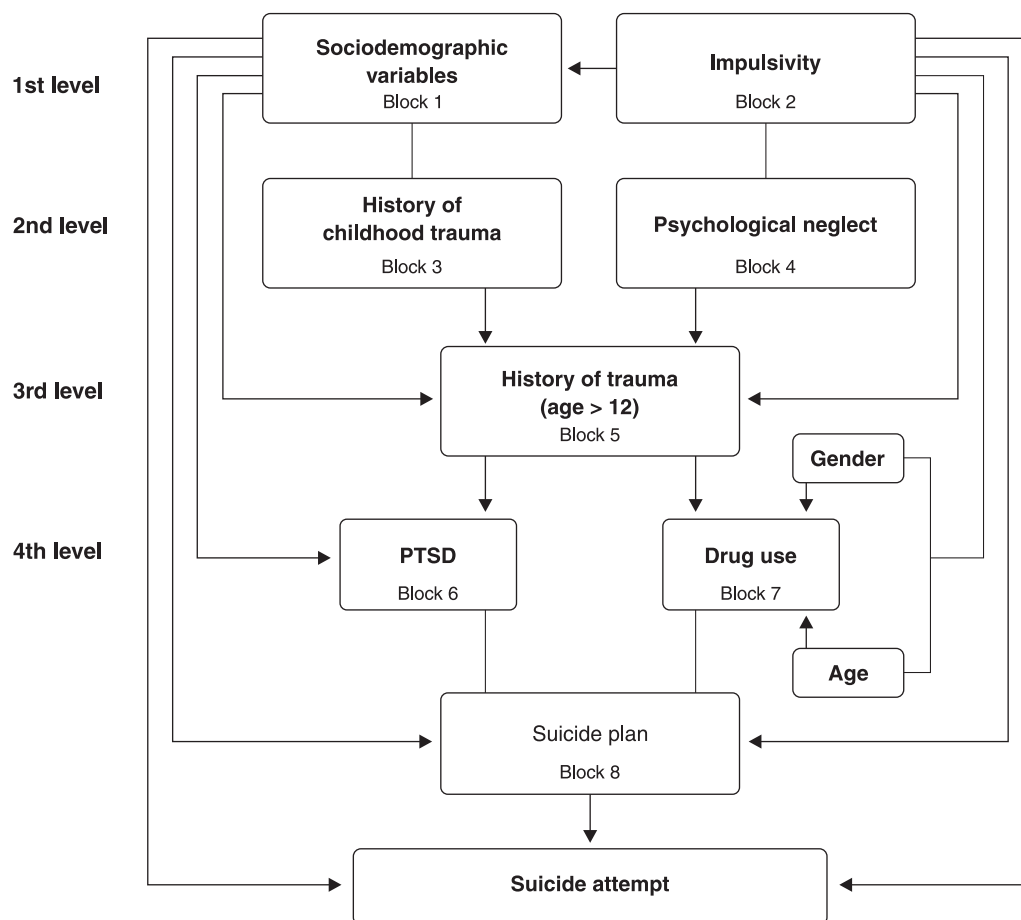 1st level
Sociodemographic
variables
Block 1
Impulsivity
Block 2
2nd level
History of
childhood trauma
Block 3
Psychological neglect
Block 4
3rd level
History of trauma
(age > 12)
Block 5
Gender
4th level
PTSD
Block 6
Drug use
Block 7
Age
Suicide plan
Block 8
Suicide attempt